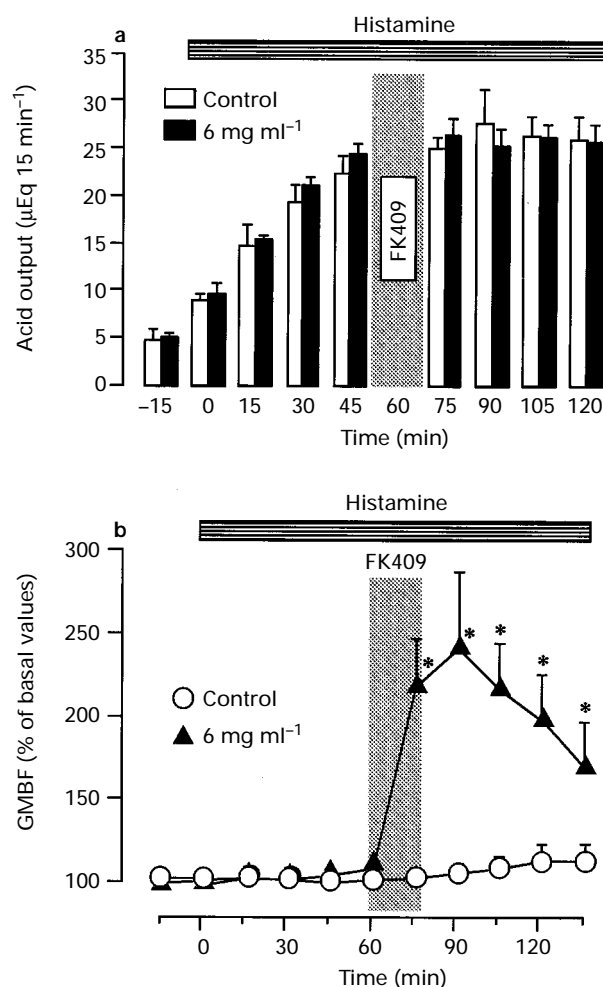 Histamine
a
35
30
25
20
15
10
5
0
Acid output (µEq 15 min⁻¹)
Control
6 mg ml⁻¹
FK409
−15 0 15 30 45 60 75 90 105 120
Time (min)
Histamine
b
FK409
300
250
200
150
100
GMBF (% of basal values)
Control
6 mg ml⁻¹
* * * * *
0 30 60 90 120
Time (min)